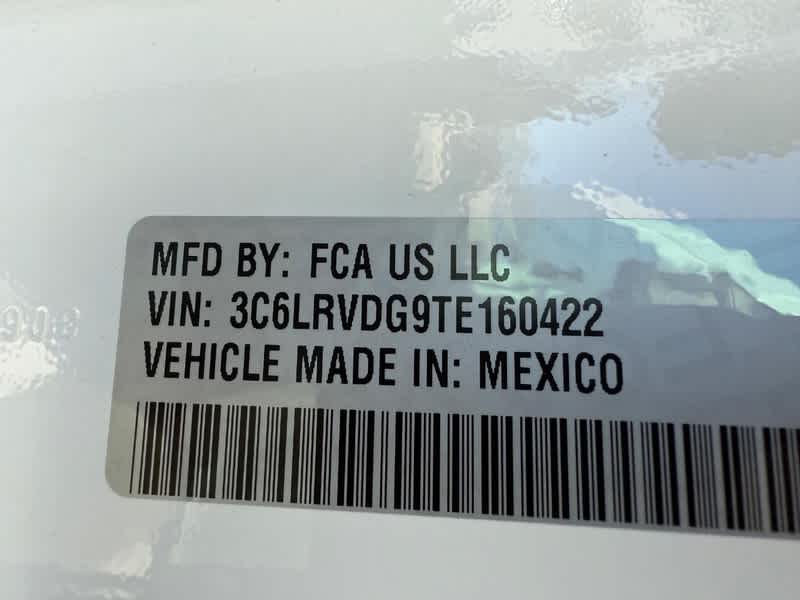 MFD BY: FCA US LLC
VIN: 3C6LRVDG9TE160422
VEHICLE MADE IN: MEXICO